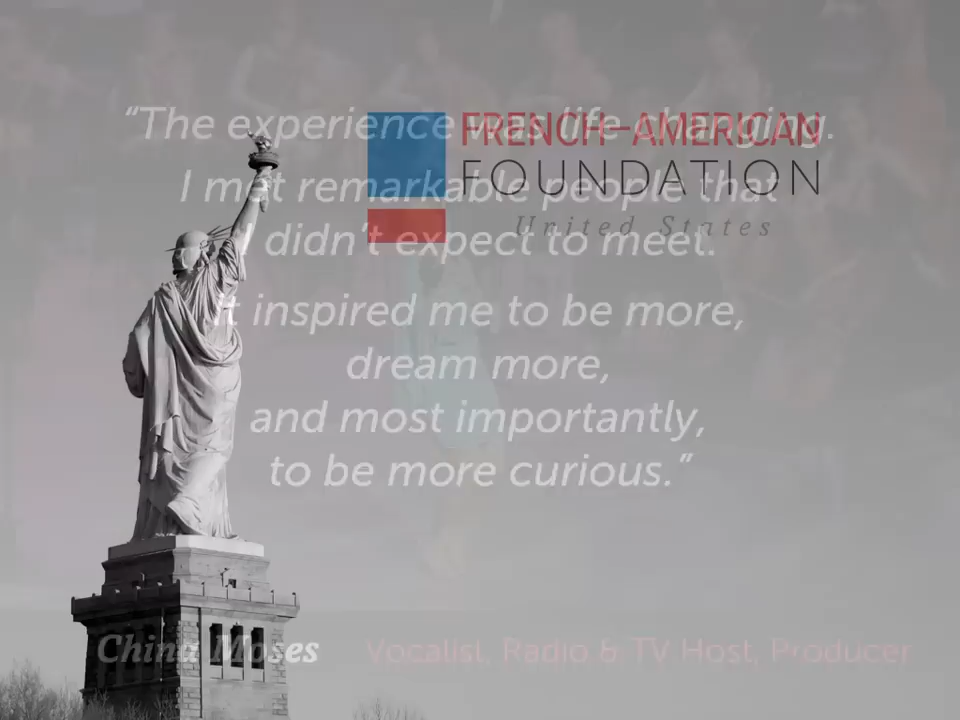 “The experience was life changing.
I met remarkable people that
I didn’t expect to meet.
It inspired me to be more,
dream more,
and most importantly,
to be more curious.”
FRENCH-AMERICAN
FOUNDATION
United States
China Moses
Vocalist, Radio & TV Host, Producer